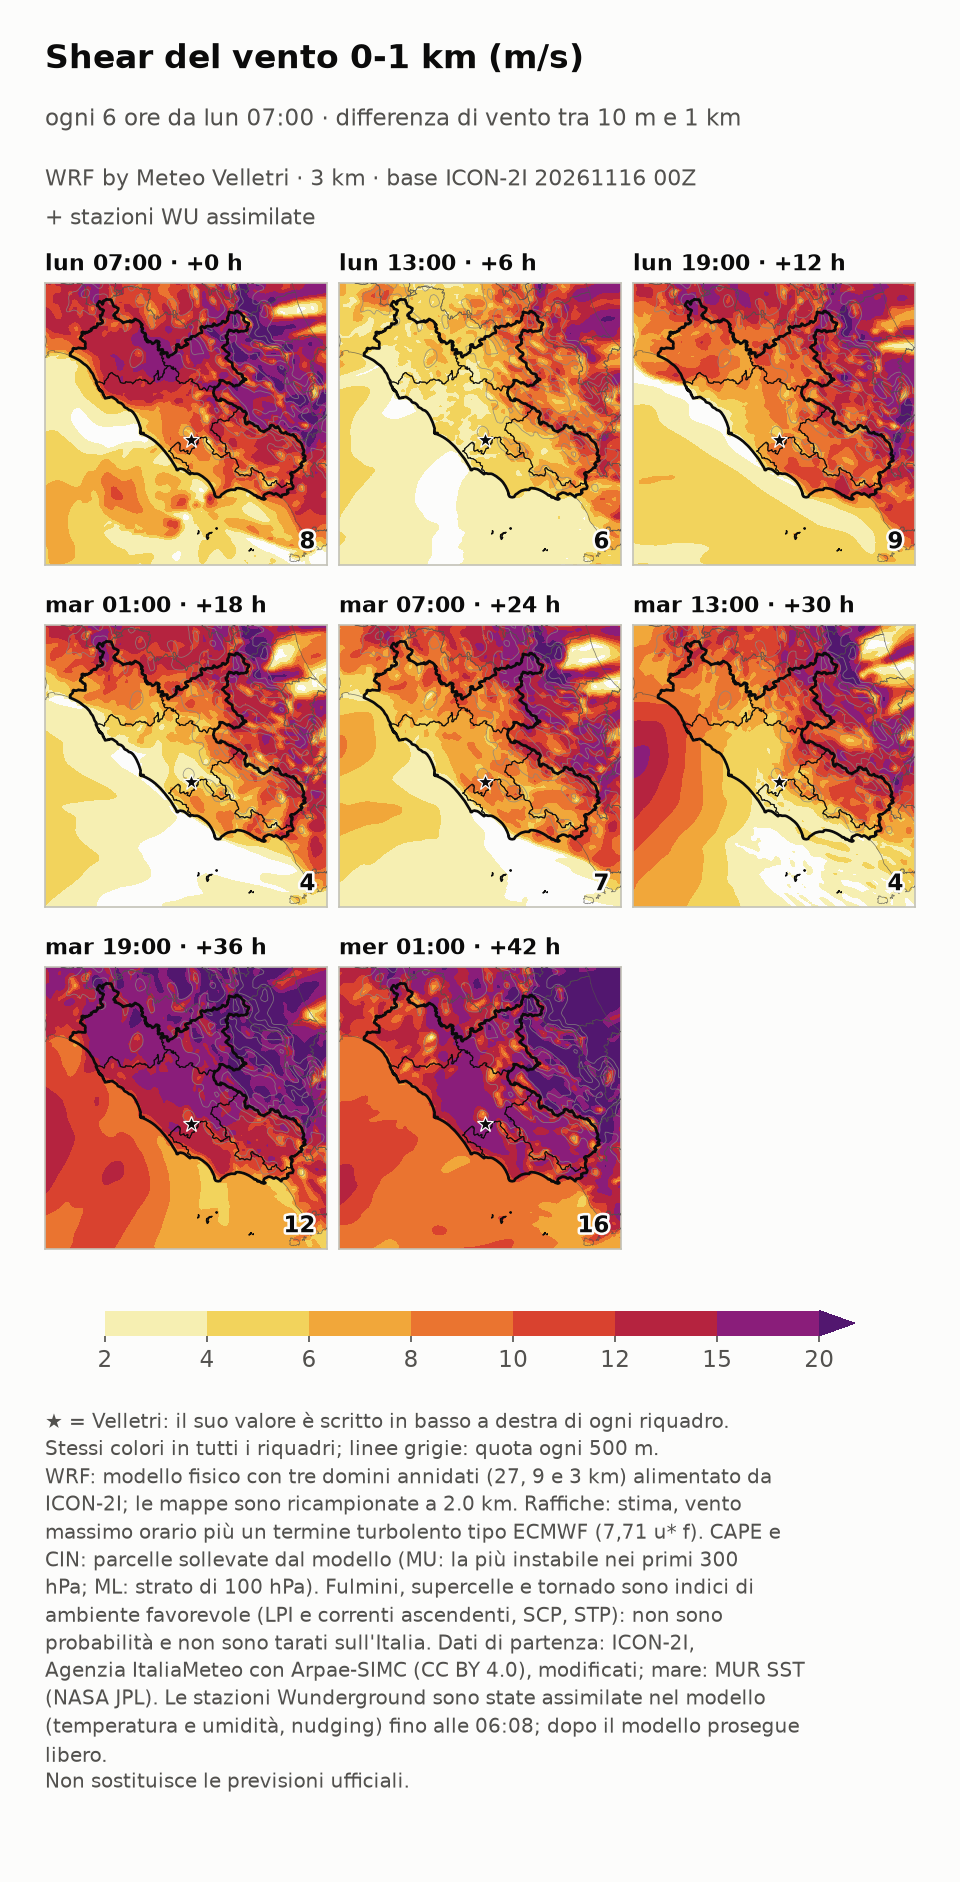 Shear del vento 0-1 km (m/s)
ogni 6 ore da lun 07:00 · differenza di vento tra 10 m e 1 km
WRF by Meteo Velletri · 3 km · base ICON-2I 20261116 00Z
+ stazioni WU assimilate
lun 07:00 · +0 h
lun 13:00 · +6 h
lun 19:00 · +12 h
8
6
9
mar 01:00 · +18 h
mar 07:00 · +24 h
mar 13:00 · +30 h
4
7
4
mar 19:00 · +36 h
mer 01:00 · +42 h
12
16
2 4 6 8 10 12 15 20
★ = Velletri: il suo valore è scritto in basso a destra di ogni riquadro.
Stessi colori in tutti i riquadri; linee grigie: quota ogni 500 m.
WRF: modello fisico con tre domini annidati (27, 9 e 3 km) alimentato da
ICON-2I; le mappe sono ricampionate a 2.0 km. Raffiche: stima, vento
massimo orario più un termine turbolento tipo ECMWF (7,71 u* f). CAPE e
CIN: parcelle sollevate dal modello (MU: la più instabile nei primi 300
hPa; ML: strato di 100 hPa). Fulmini, supercelle e tornado sono indici di
ambiente favorevole (LPI e correnti ascendenti, SCP, STP): non sono
probabilità e non sono tarati sull'Italia. Dati di partenza: ICON-2I,
Agenzia ItaliaMeteo con Arpae-SIMC (CC BY 4.0), modificati; mare: MUR SST
(NASA JPL). Le stazioni Wunderground sono state assimilate nel modello
(temperatura e umidità, nudging) fino alle 06:08; dopo il modello prosegue
libero.
Non sostituisce le previsioni ufficiali.